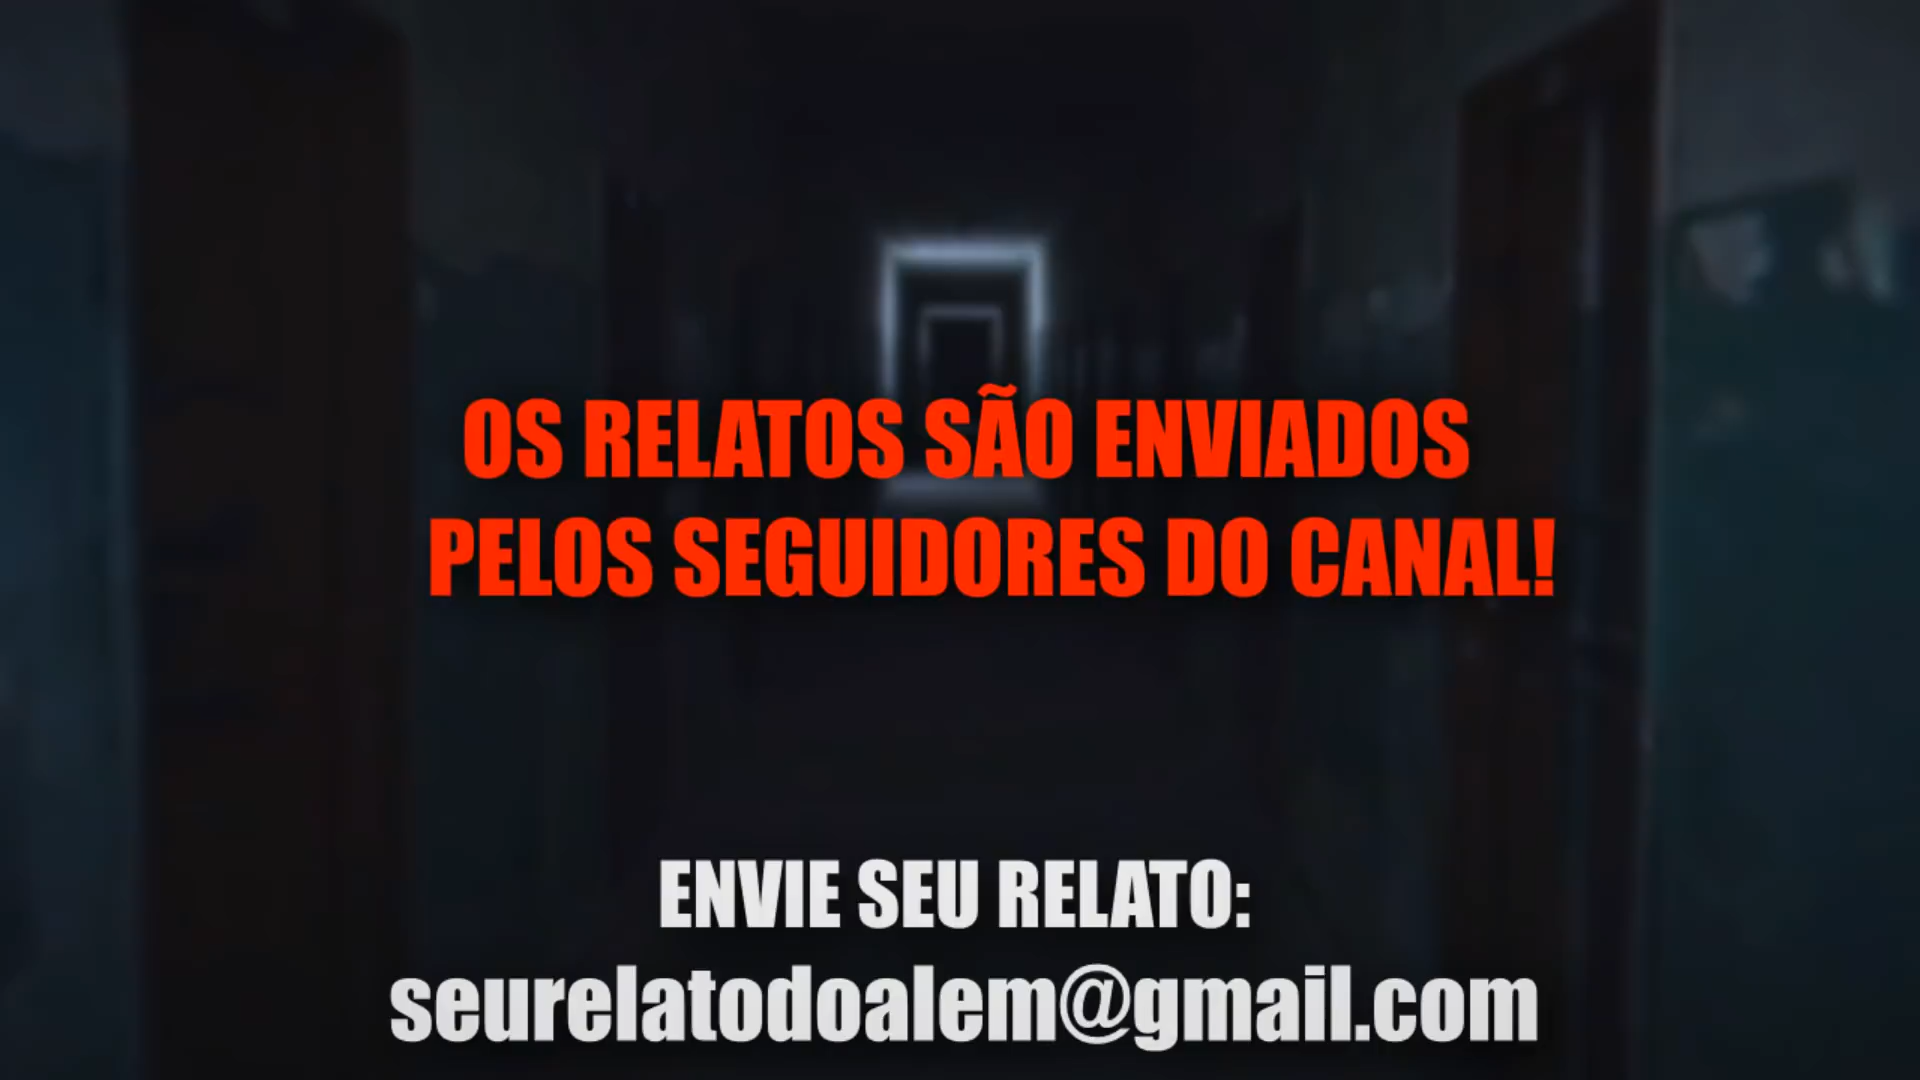 OS RELATOS SÃO ENVIADOS
PELOS SEGUIDORES DO CANAL!
ENVIE SEU RELATO:
seurelatodoalem@gmail.com